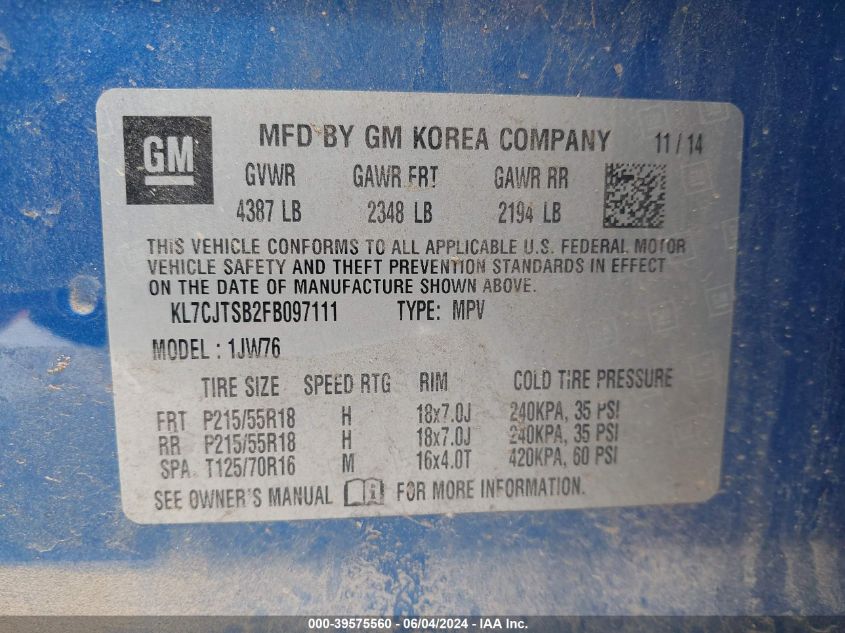 GM
MFD BY GM KOREA COMPANY 11/14
GVWR GAWR FRT GAWR RR
4387 LB 2348 LB 2194 LB
THIS VEHICLE CONFORMS TO ALL APPLICABLE U.S. FEDERAL MOTOR
VEHICLE SAFETY AND THEFT PREVENTION STANDARDS IN EFFECT
ON THE DATE OF MANUFACTURE SHOWN ABOVE.
KL7CJTSB2FB097111 TYPE: MPV
MODEL : 1JW76
TIRE SIZE SPEED RTG RIM COLD TIRE PRESSURE
FRT P215/55R18 H 18x7.0J 240KPA, 35 PSI
RR P215/55R18 H 18x7.0J 240KPA, 35 PSI
SPA T125/70R16 M 16x4.0T 420KPA, 60 PSI
SEE OWNER'S MANUAL FOR MORE INFORMATION.
000-39575560 - 06/04/2024 - IAA Inc.